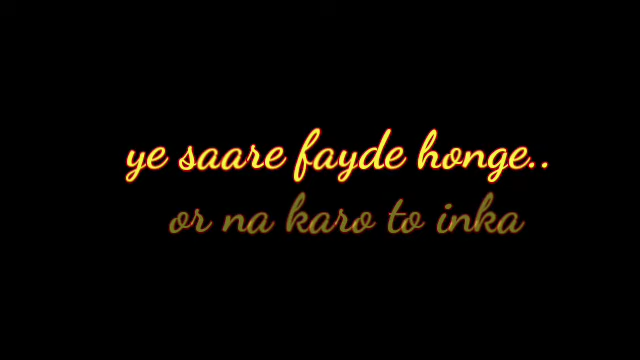 ye saare fayde honge..
or na karo to inka